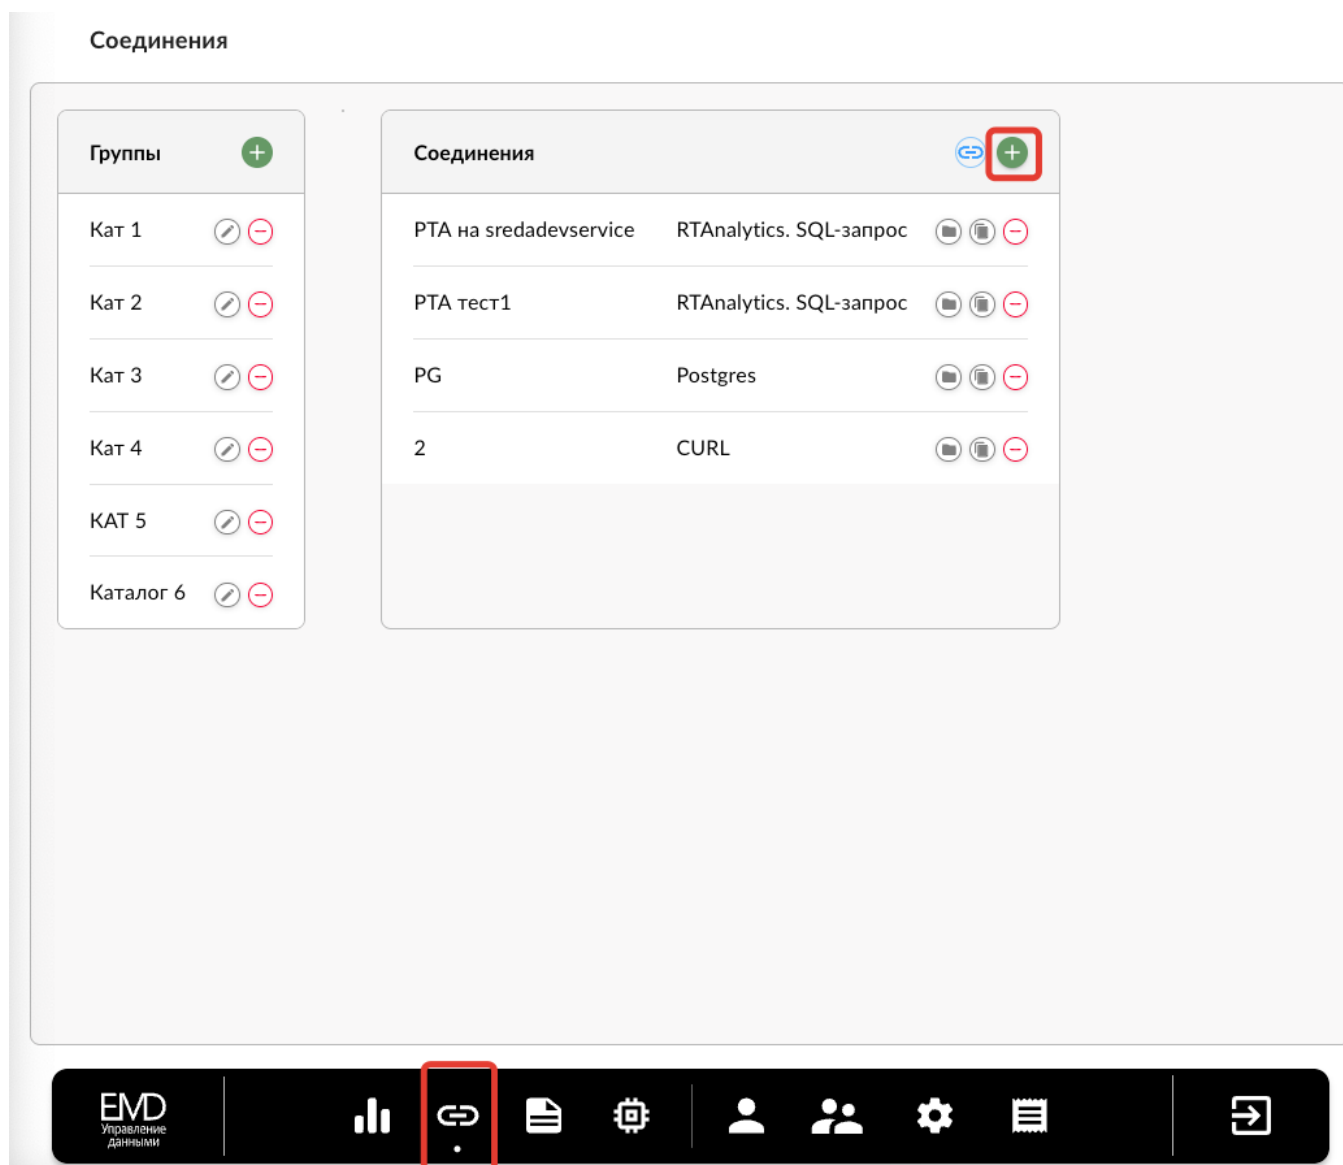 Соединения
Группы
Соединения
Кат 1
РТА на sredadevservice RTAnalytics. SQL-запрос
Кат 2
РТА тест1 RTAnalytics. SQL-запрос
Кат 3
PG Postgres
Кат 4
2 CURL
КАТ 5
Каталог 6
EMD
Управление
данными